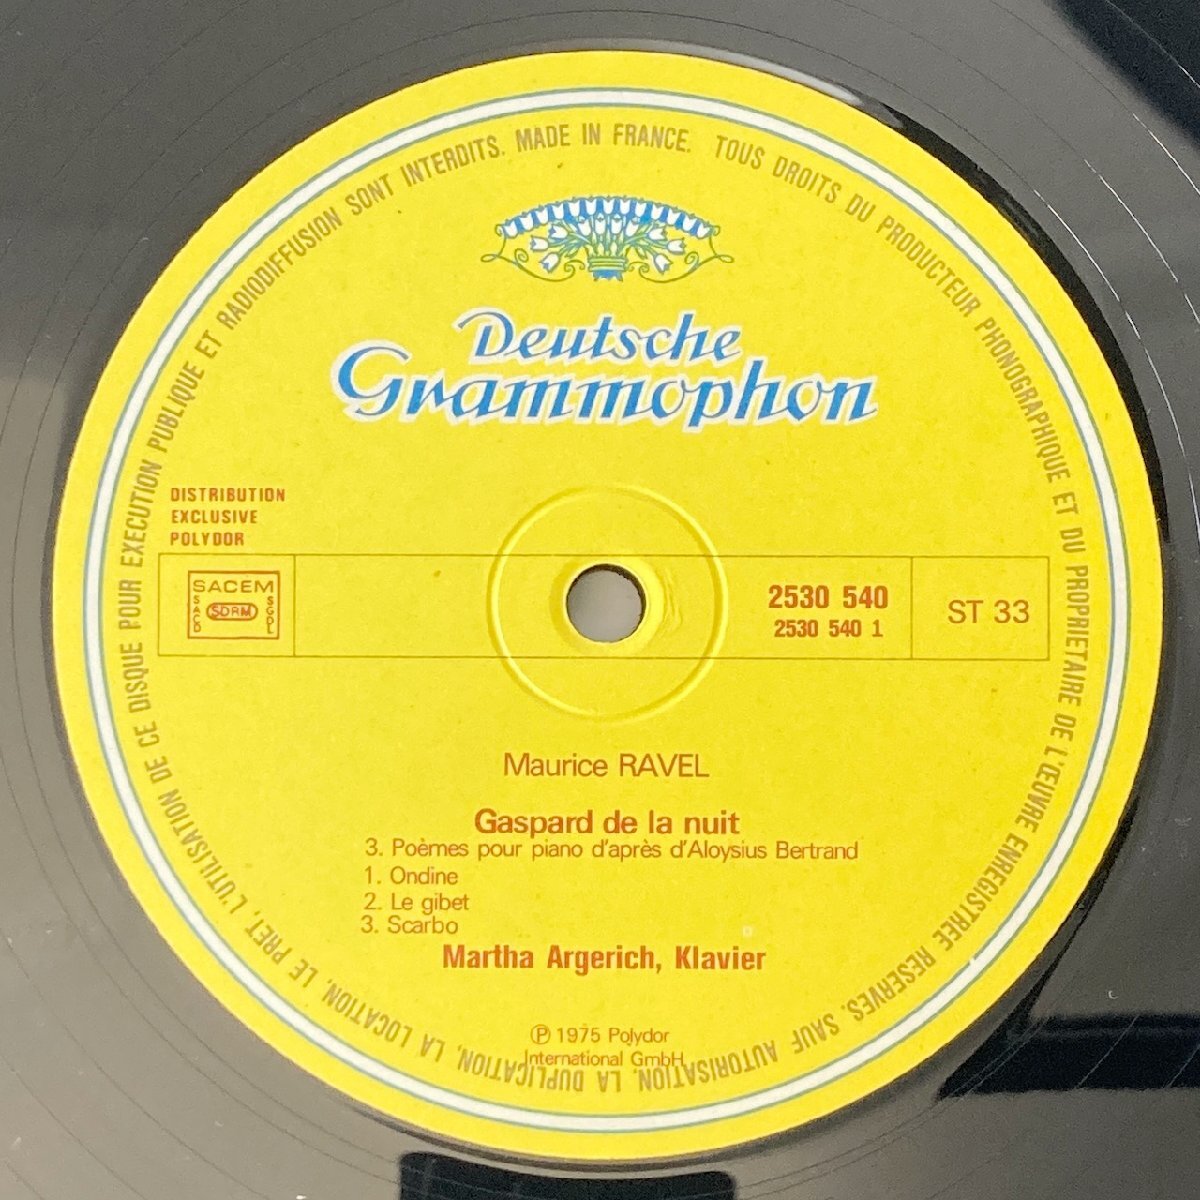 TOUS DROITS DU PRODUCTEUR PHONOGRAPHIQUE ET DU PROPRIETAIRE DE L'ŒUVRE ENREGISTREE RESERVES. SAUF AUTORISATION, LA DUPLICATION, LA LOCATION, LE PRET, L'UTILISATION DE CE DISQUE POUR EXECUTION PUBLIQUE ET RADIODIFFUSION SONT INTERDITS. MADE IN FRANCE.
Deutsche
Grammophon
DISTRIBUTION
EXCLUSIVE
POLYDOR
SACEM
SACD
SDRM
SGDL
2530 540
2530 540 1
ST 33
Maurice RAVEL
Gaspard de la nuit
3. Poèmes pour piano d'après d'Aloysius Bertrand
1. Ondine
2. Le gibet
3. Scarbo
Martha Argerich, Klavier
℗ 1975 Polydor
International GmbH